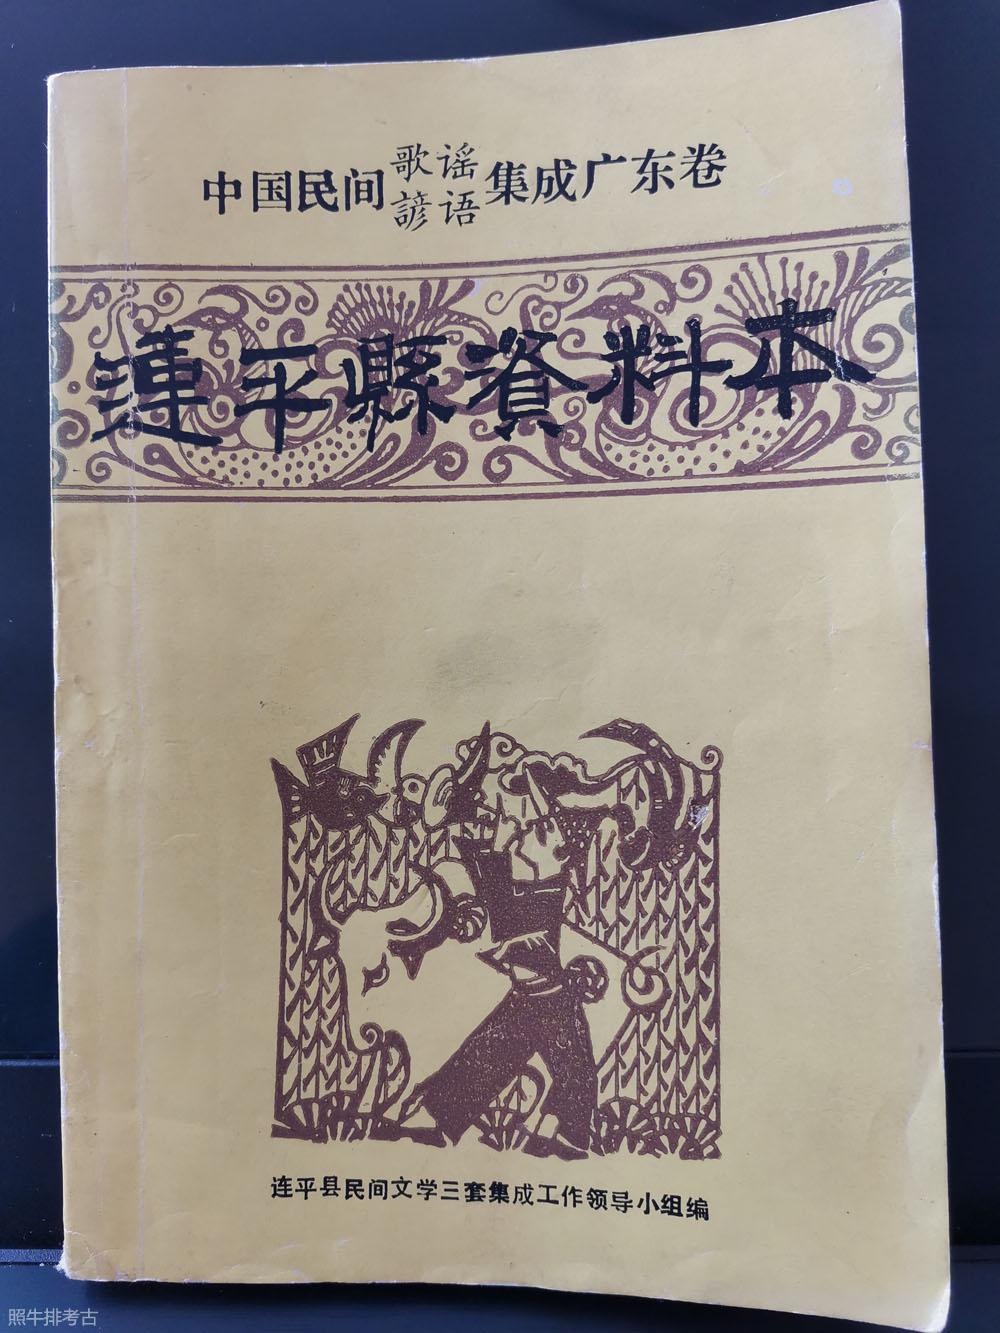 中国民间歌谣諺语集成广东卷
連平縣資料本
连平县民间文学三套集成工作领导小组编
照牛排考古